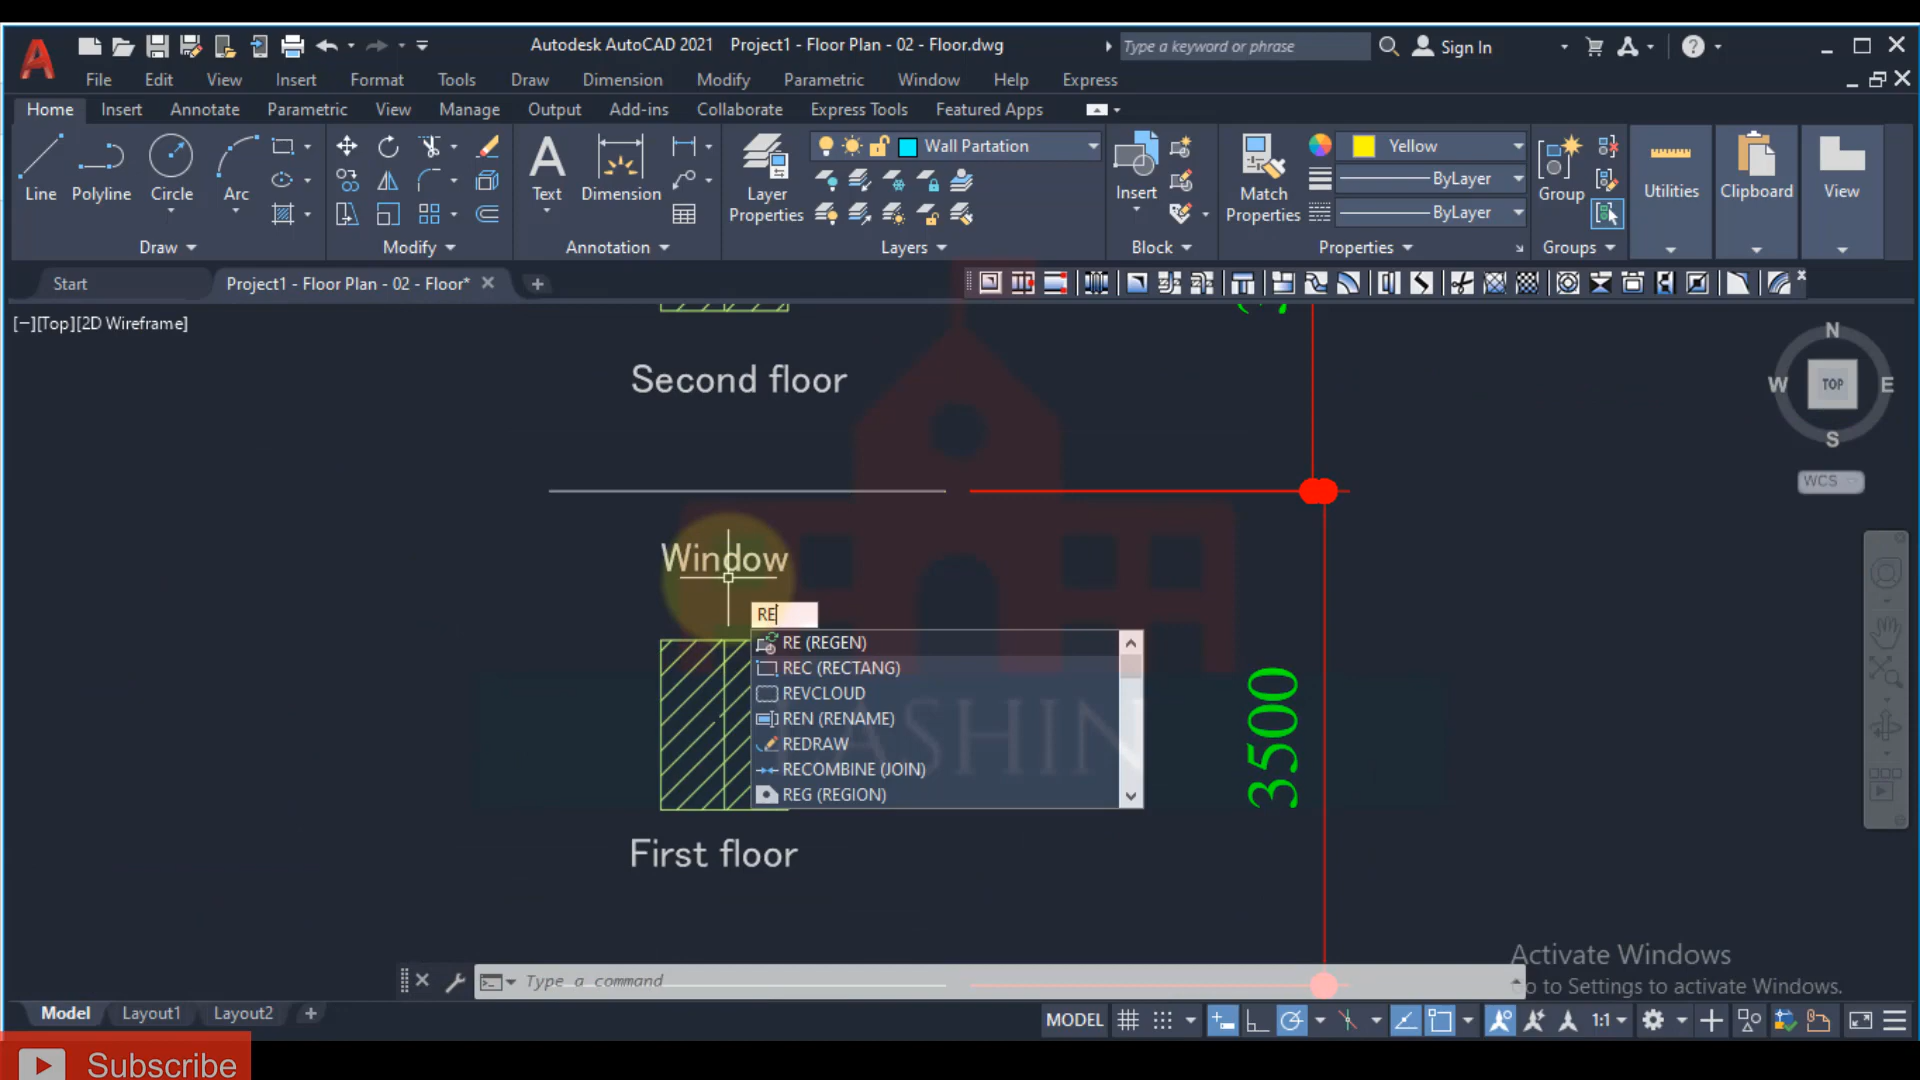 Autodesk AutoCAD 2021 Project1 - Floor Plan - 02 - Floor.dwg
Type a keyword or phrase
Sign In
File Edit View Insert Format Tools Draw Dimension Modify Parametric Window Help Express
Home Insert Annotate Parametric View Manage Output Add-ins Collaborate Express Tools Featured Apps
Line Polyline Circle Arc
Draw
Modify
Text Dimension
Annotation
Layer Properties
Wall Partation
Layers
Insert
Block
Match Properties
Yellow
ByLayer
ByLayer
Properties
Group
Groups
Utilities
Clipboard
View
Start
Project1 - Floor Plan - 02 - Floor*
[−][Top][2D Wireframe]
N
W TOP E
S
WCS
Second floor
Window
RE
RE (REGEN)
REC (RECTANG)
REVCLOUD
REN (RENAME)
REDRAW
RECOMBINE (JOIN)
REG (REGION)
3500
First floor
Activate Windows
Go to Settings to activate Windows.
Type a command
Model Layout1 Layout2
MODEL
1:1
Subscribe